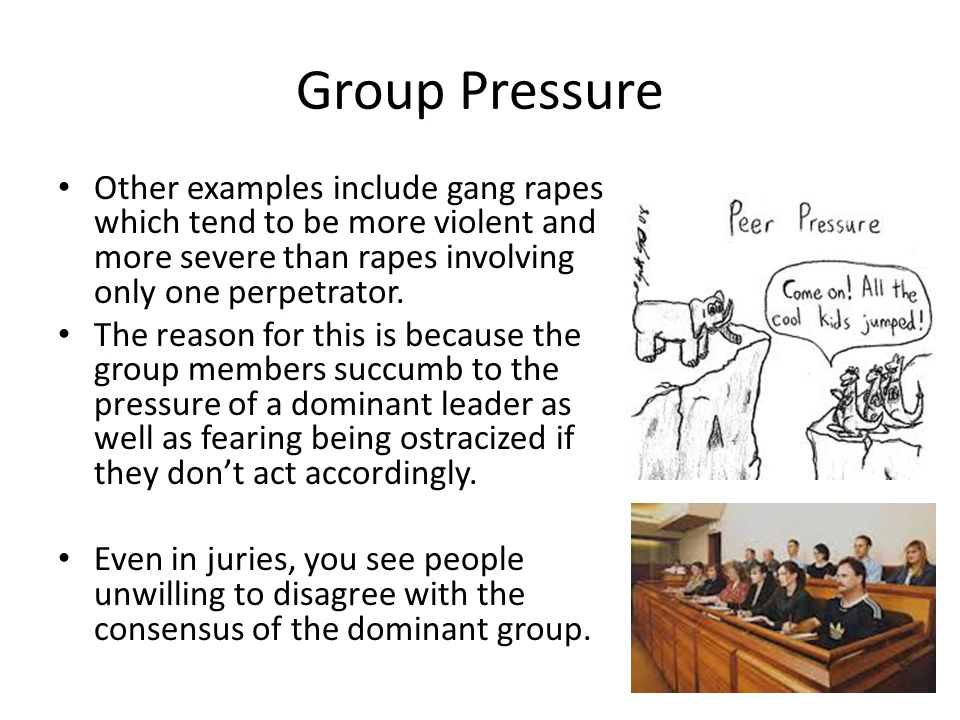 Group Pressure
• Other examples include gang rapes
which tend to be more violent and
more severe than rapes involving
only one perpetrator.
• The reason for this is because the
group members succumb to the
pressure of a dominant leader as
well as fearing being ostracized if
they don’t act accordingly.
• Even in juries, you see people
unwilling to disagree with the
consensus of the dominant group.
Peer Pressure
Come on! All the
cool kids jumped!